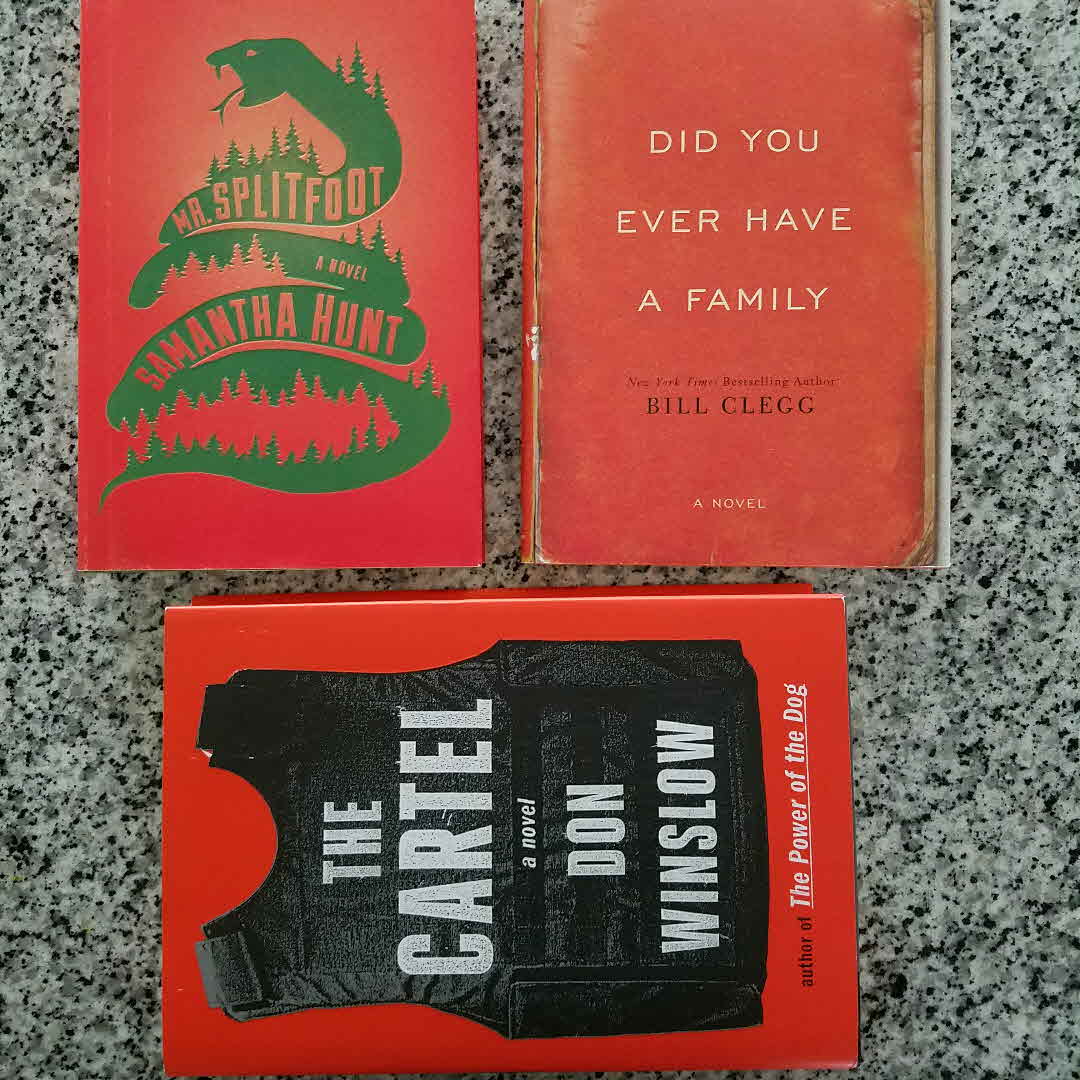 MR. SPLITFOOT
A NOVEL
SAMANTHA HUNT
DID YOU
EVER HAVE
A FAMILY
New York Times Bestselling Author
BILL CLEGG
A NOVEL
THE
CARTEL
a novel
DON
WINSLOW
author of The Power of the Dog